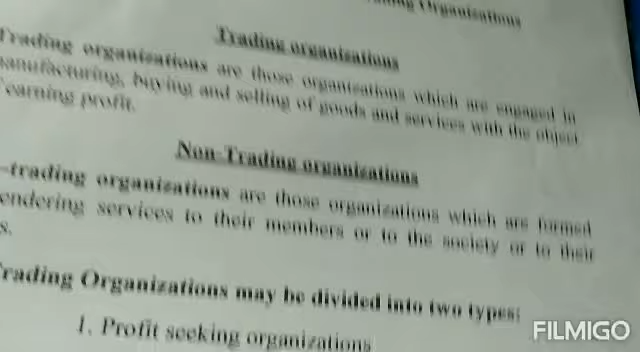 Organizations
Trading organizations
Trading organizations are those organizations which are engaged in
manufacturing, buying and selling of goods and services with the object
earning profit.
Non-Trading organizations
-trading organizations are those organizations which are formed
rendering services to their members or to the society or to their
s.
Trading Organizations may be divided into two types:
1. Profit seeking organizations
FILMIGO